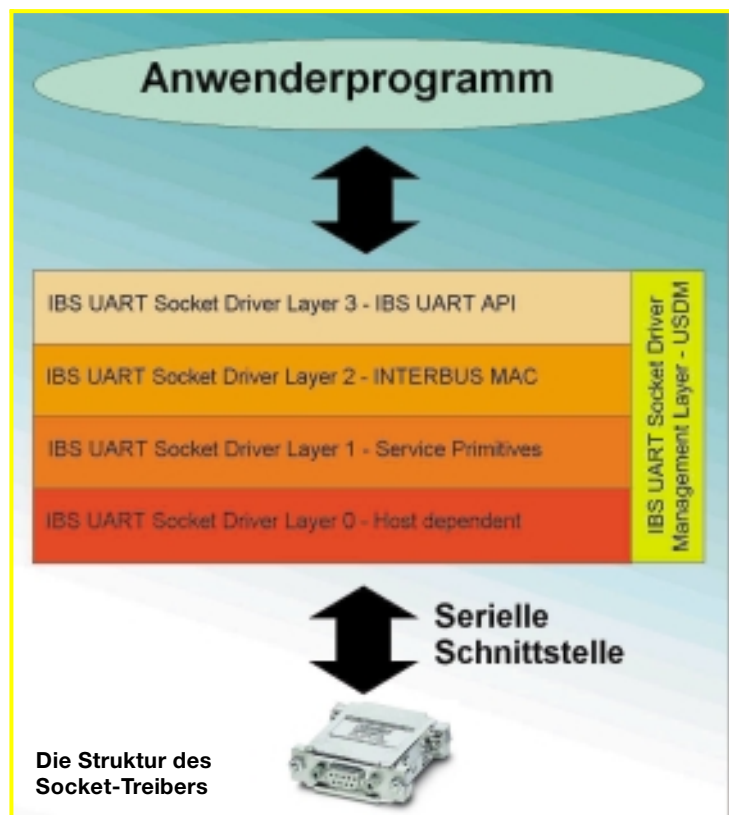 Anwenderprogramm
IBS UART Socket Driver Layer 3 - IBS UART API
IBS UART Socket Driver Layer 2 - INTERBUS MAC
IBS UART Socket Driver Layer 1 - Service Primitives
IBS UART Socket Driver Layer 0 - Host dependent
IBS UART Socket Driver
Management Layer - USDM
Serielle
Schnittstelle
Die Struktur des
Socket-Treibers